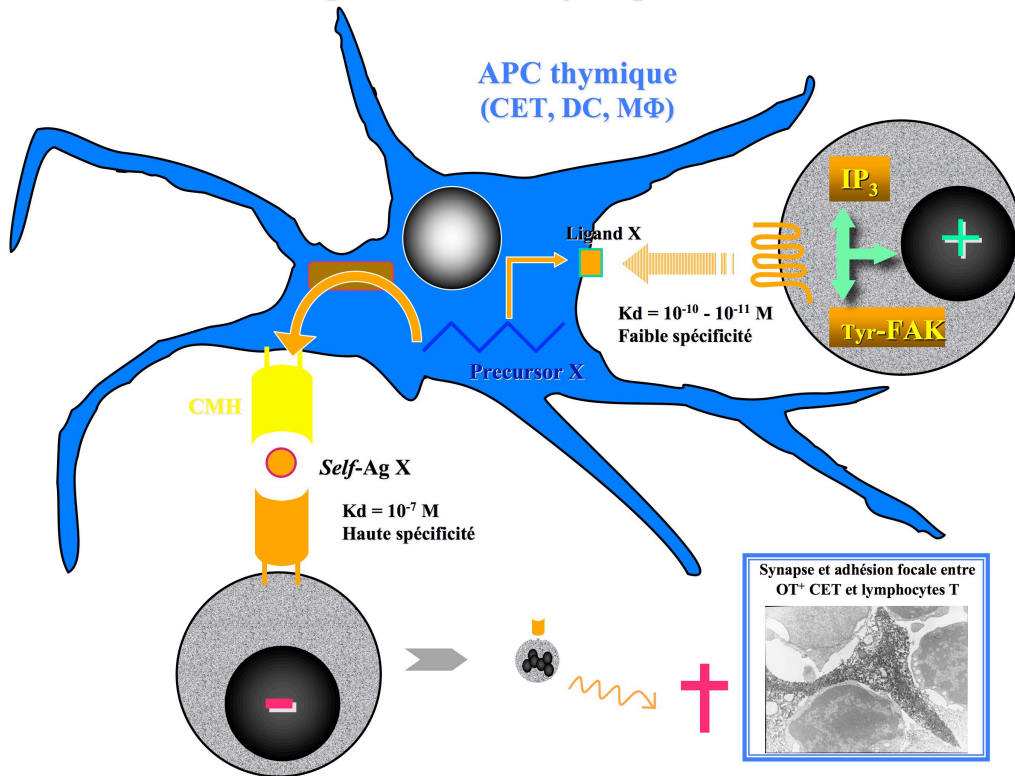 APC thymique
(CET, DC, MΦ)
IP₃
Ligand X
Kd = 10⁻¹⁰ - 10⁻¹¹ M
Faible spécificité
Tyr-FAK
Precursor X
CMH
Self-Ag X
Kd = 10⁻⁷ M
Haute spécificité
Synapse et adhésion focale entre
OT⁺ CET et lymphocytes T